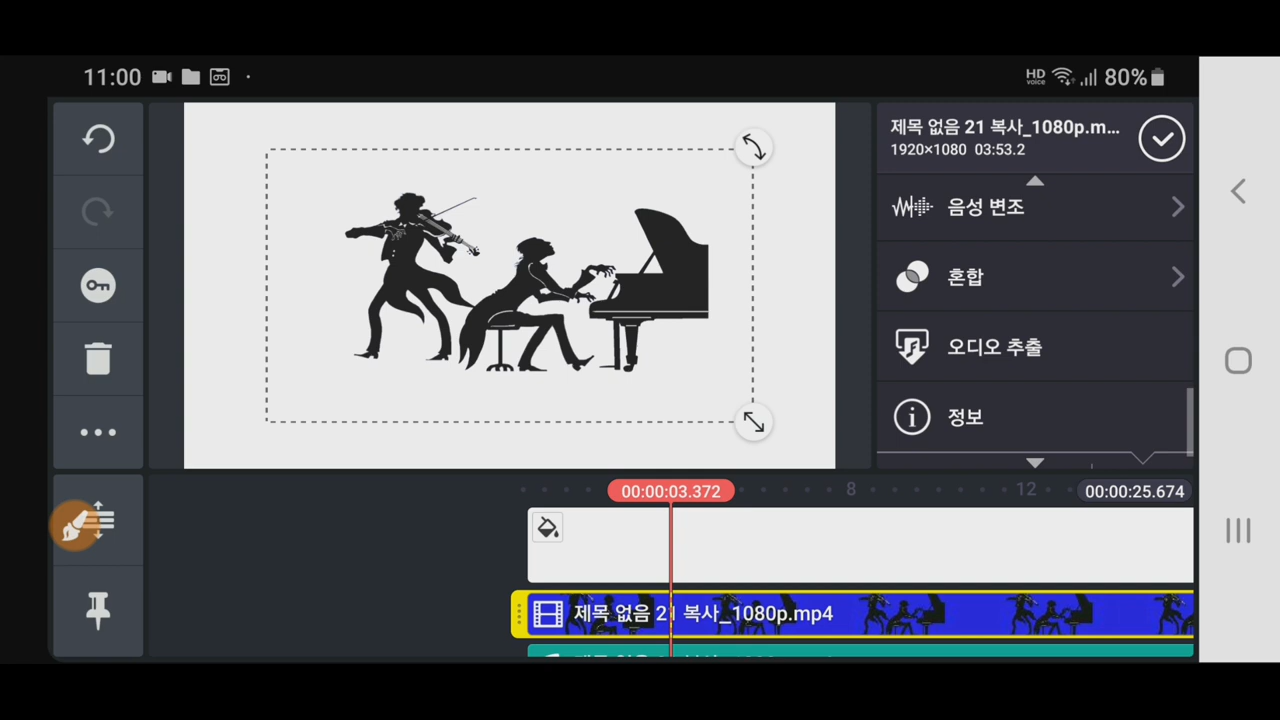 11:00
HD voice 80%
제목 없음 21 복사_1080p.m...
1920×1080 03:53.2
음성 변조
혼합
오디오 추출
정보
00:00:03.372
8
12
00:00:25.674
제목 없음 21 복사_1080p.mp4